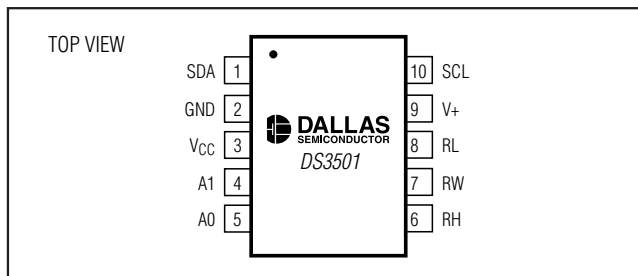 TOP VIEW
SDA 1
GND 2
VCC 3
A1 4
A0 5
10 SCL
9 V+
8 RL
7 RW
6 RH
DALLAS
SEMICONDUCTOR
DS3501